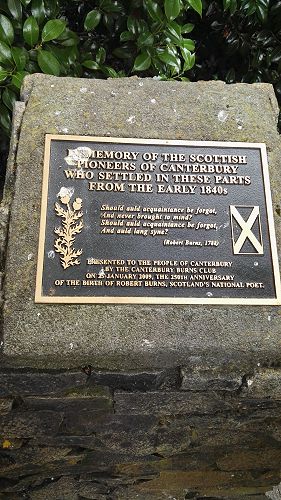 MEMORY OF THE SCOTTISH
PIONEERS OF CANTERBURY
WHO SETTLED IN THESE PARTS
FROM THE EARLY 1840s
Should auld acquaintance be forgot,
And never brought to mind?
Should auld acquaintance be forgot,
And auld lang syne?
(Robert Burns, 1788)
PRESENTED TO THE PEOPLE OF CANTERBURY
BY THE CANTERBURY BURNS CLUB
ON 25 JANUARY 2009, THE 250TH ANNIVERSARY
OF THE BIRTH OF ROBERT BURNS, SCOTLAND'S NATIONAL POET.